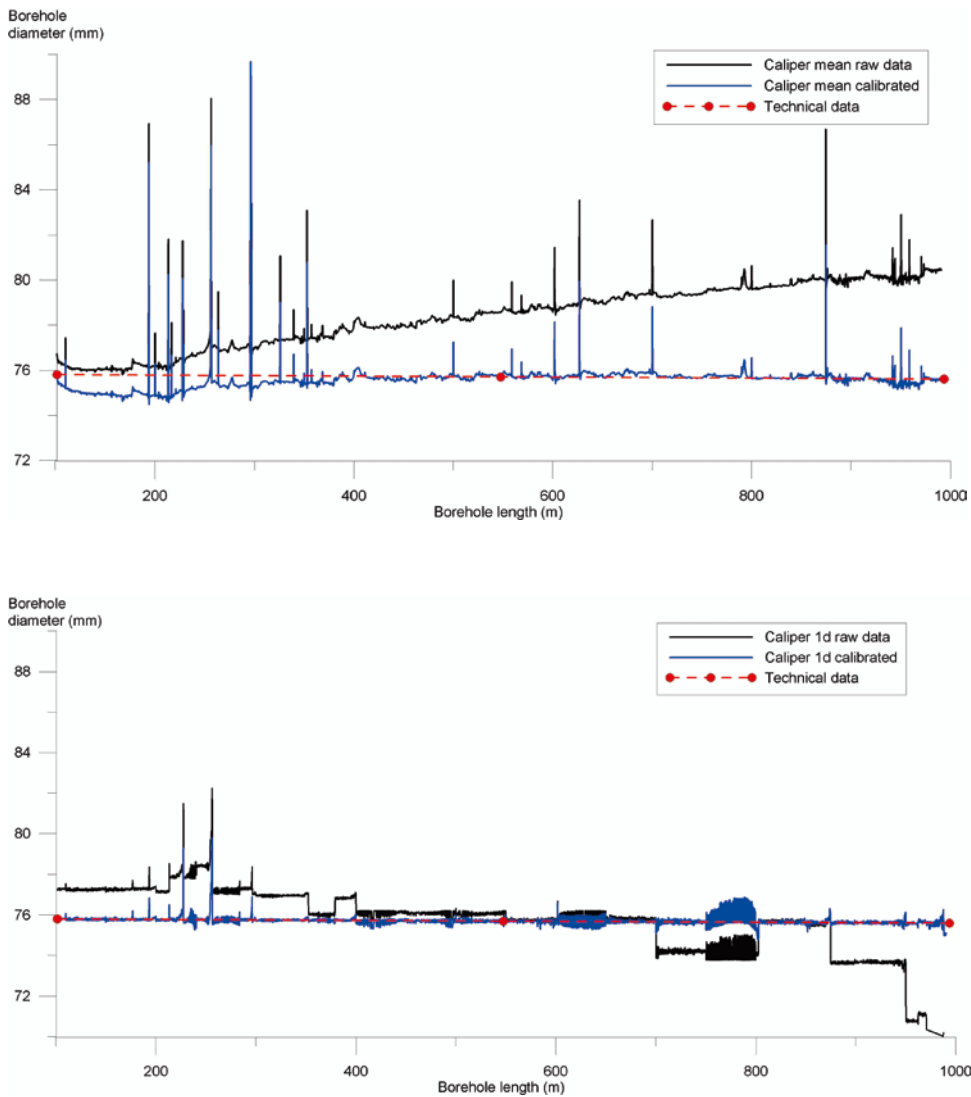 Borehole
diameter (mm)
Caliper mean raw data
Caliper mean calibrated
Technical data
88
84
80
76
72
200
400
600
800
1000
Borehole length (m)
Borehole
diameter (mm)
Caliper 1d raw data
Caliper 1d calibrated
Technical data
88
84
80
76
72
200
400
600
800
1000
Borehole length (m)